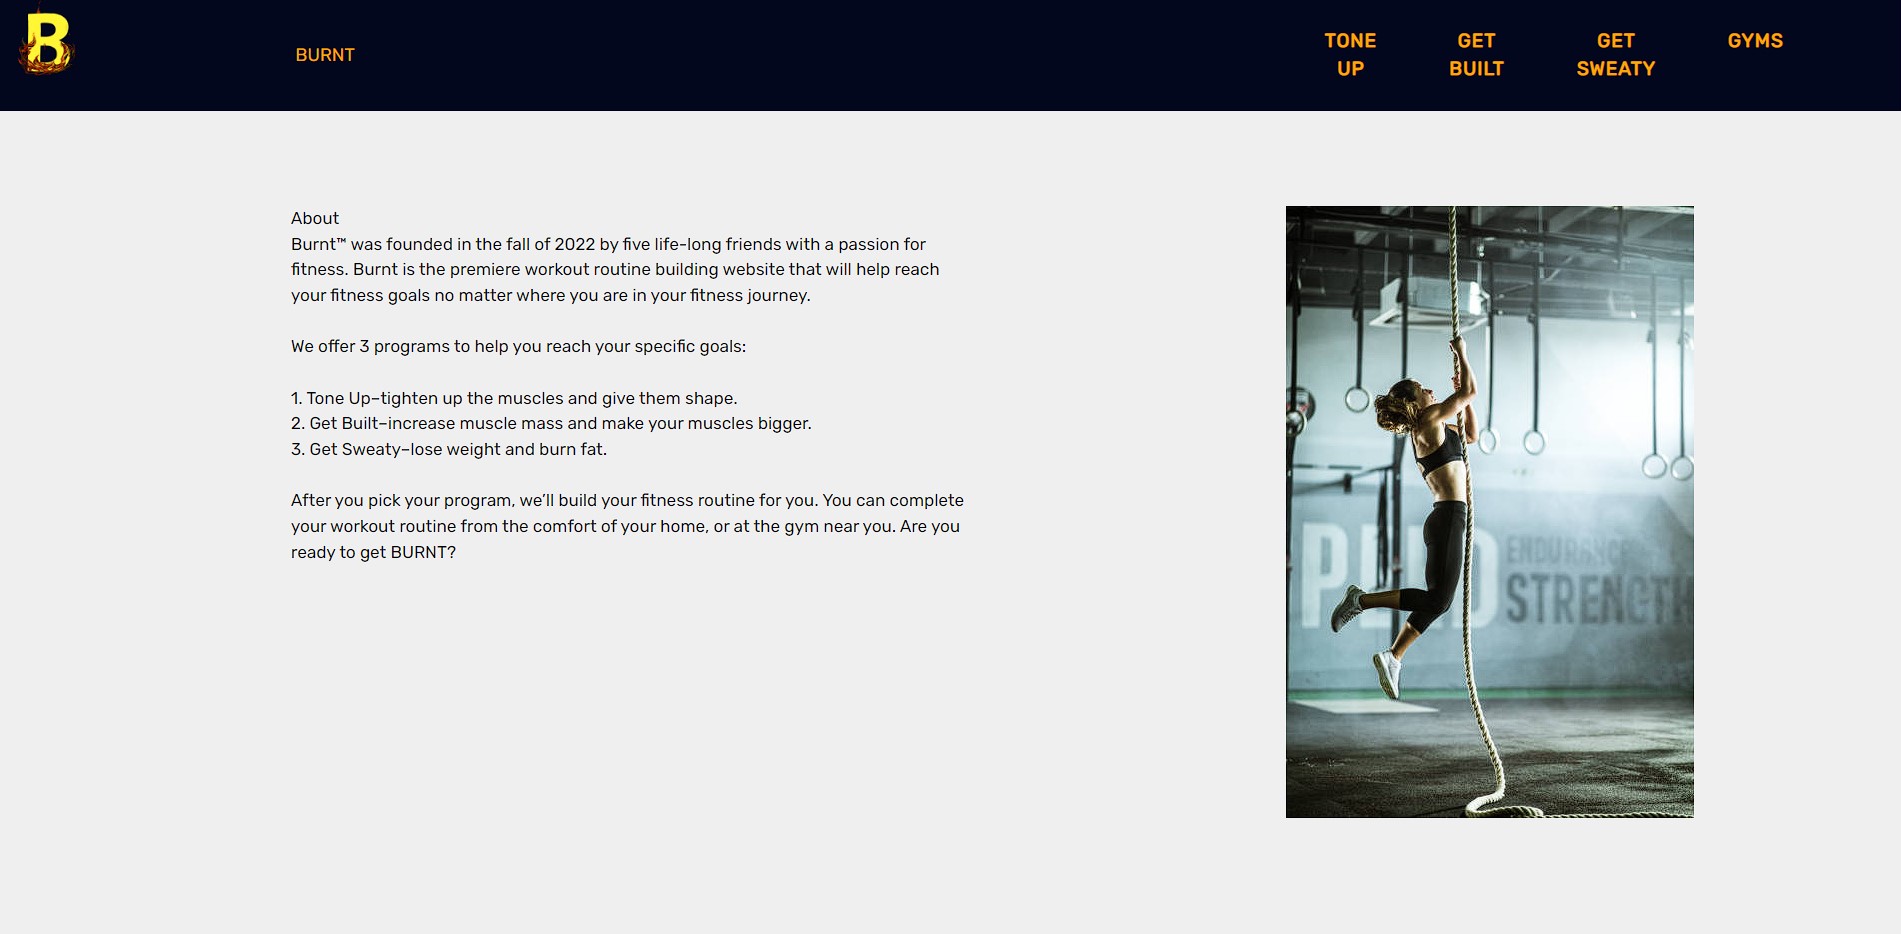 B
BURNT
TONE
UP
GET
BUILT
GET
SWEATY
GYMS
About
Burnt™ was founded in the fall of 2022 by five life-long friends with a passion for
fitness. Burnt is the premiere workout routine building website that will help reach
your fitness goals no matter where you are in your fitness journey.
We offer 3 programs to help you reach your specific goals:
1. Tone Up–tighten up the muscles and give them shape.
2. Get Built–increase muscle mass and make your muscles bigger.
3. Get Sweaty–lose weight and burn fat.
After you pick your program, we’ll build your fitness routine for you. You can complete
your workout routine from the comfort of your home, or at the gym near you. Are you
ready to get BURNT?
ENDURANCE
STRENGTH